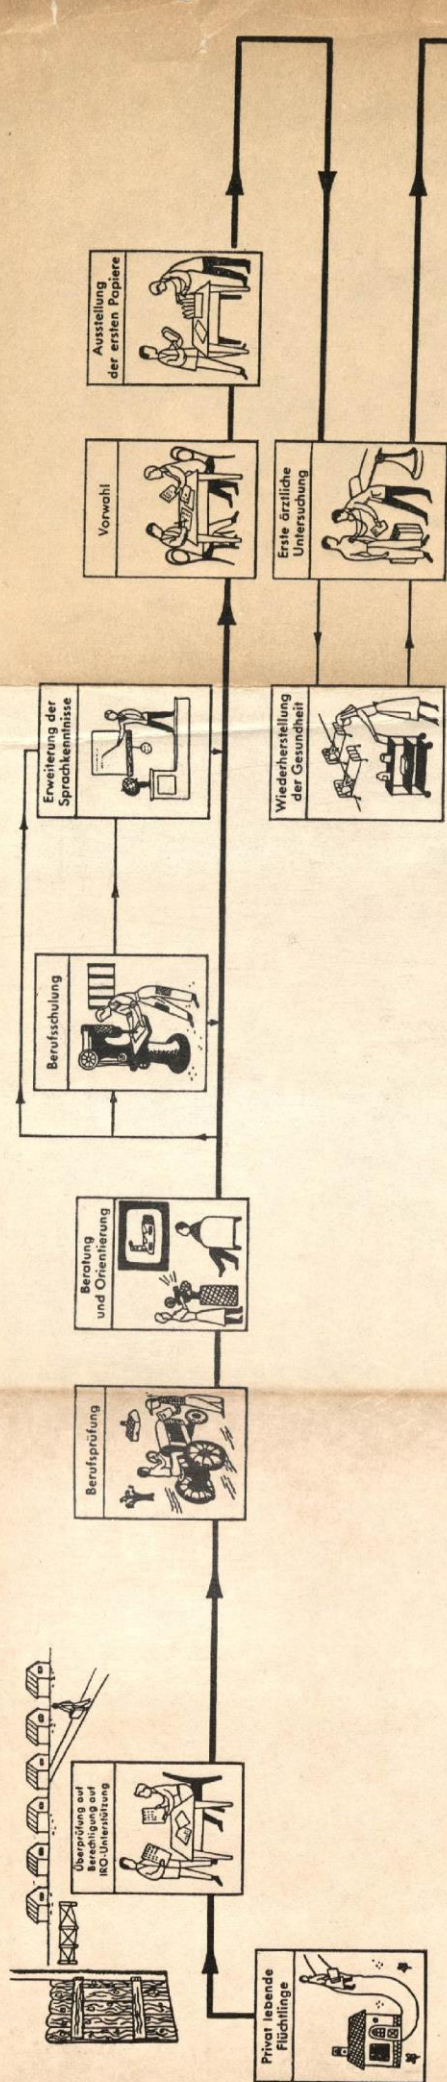 Privat lebende
Flüchtlinge
Überprüfung auf
Berechtigung auf
IRO-Unterstützung
Berufsprüfung
Beratung
und Orientierung
Berufsschulung
Erweiterung der
Sprachkenntnisse
Vorwahl
Ausstellung
der ersten Papiere
Erste ärztliche
Untersuchung
Wiederherstellung
der Gesundheit